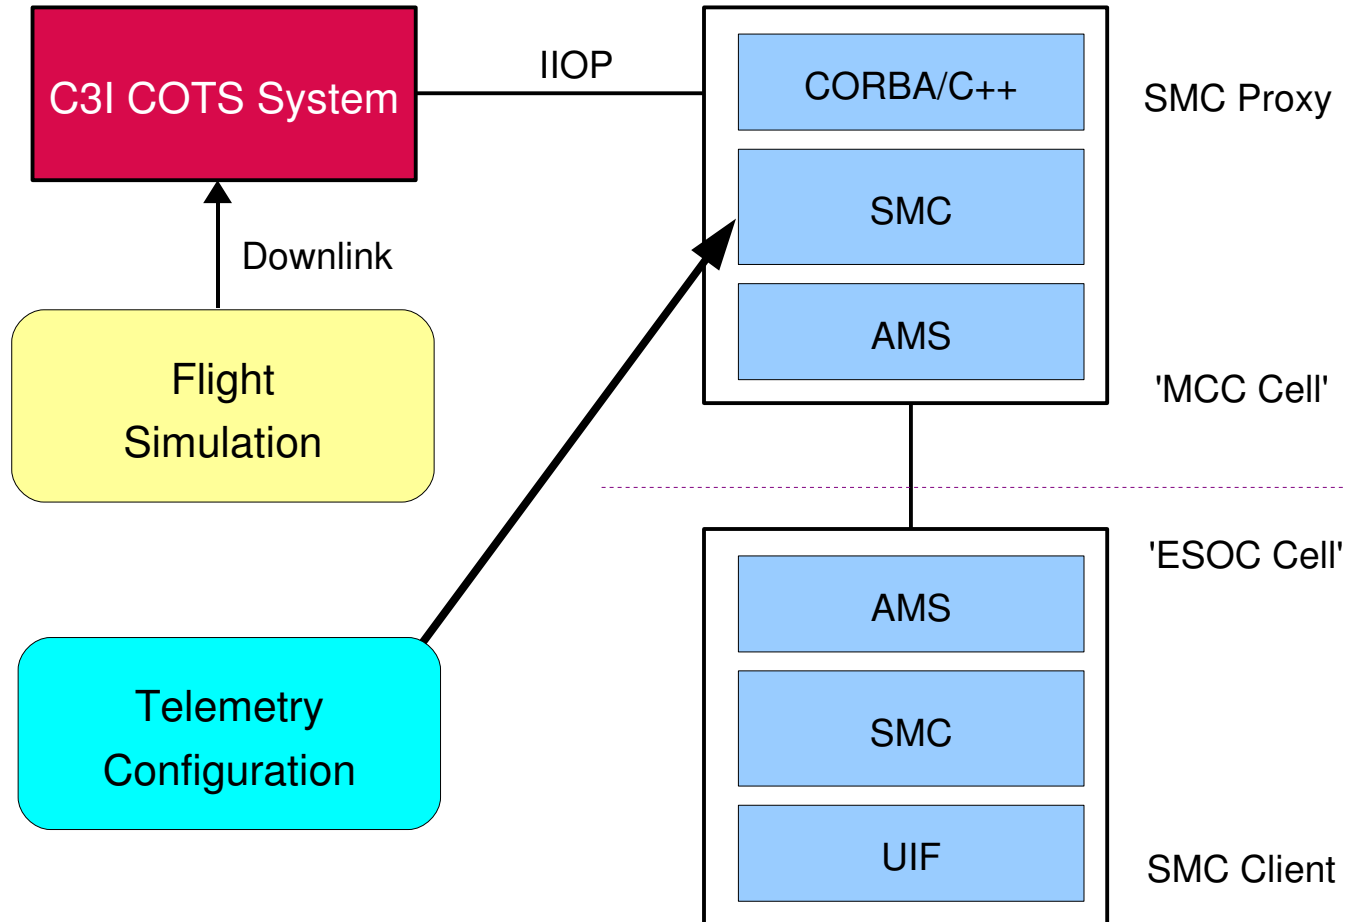 C3I COTS System
IIOP
CORBA/C++
SMC Proxy
SMC
Downlink
AMS
Flight
Simulation
'MCC Cell'
'ESOC Cell'
AMS
Telemetry
Configuration
SMC
UIF
SMC Client